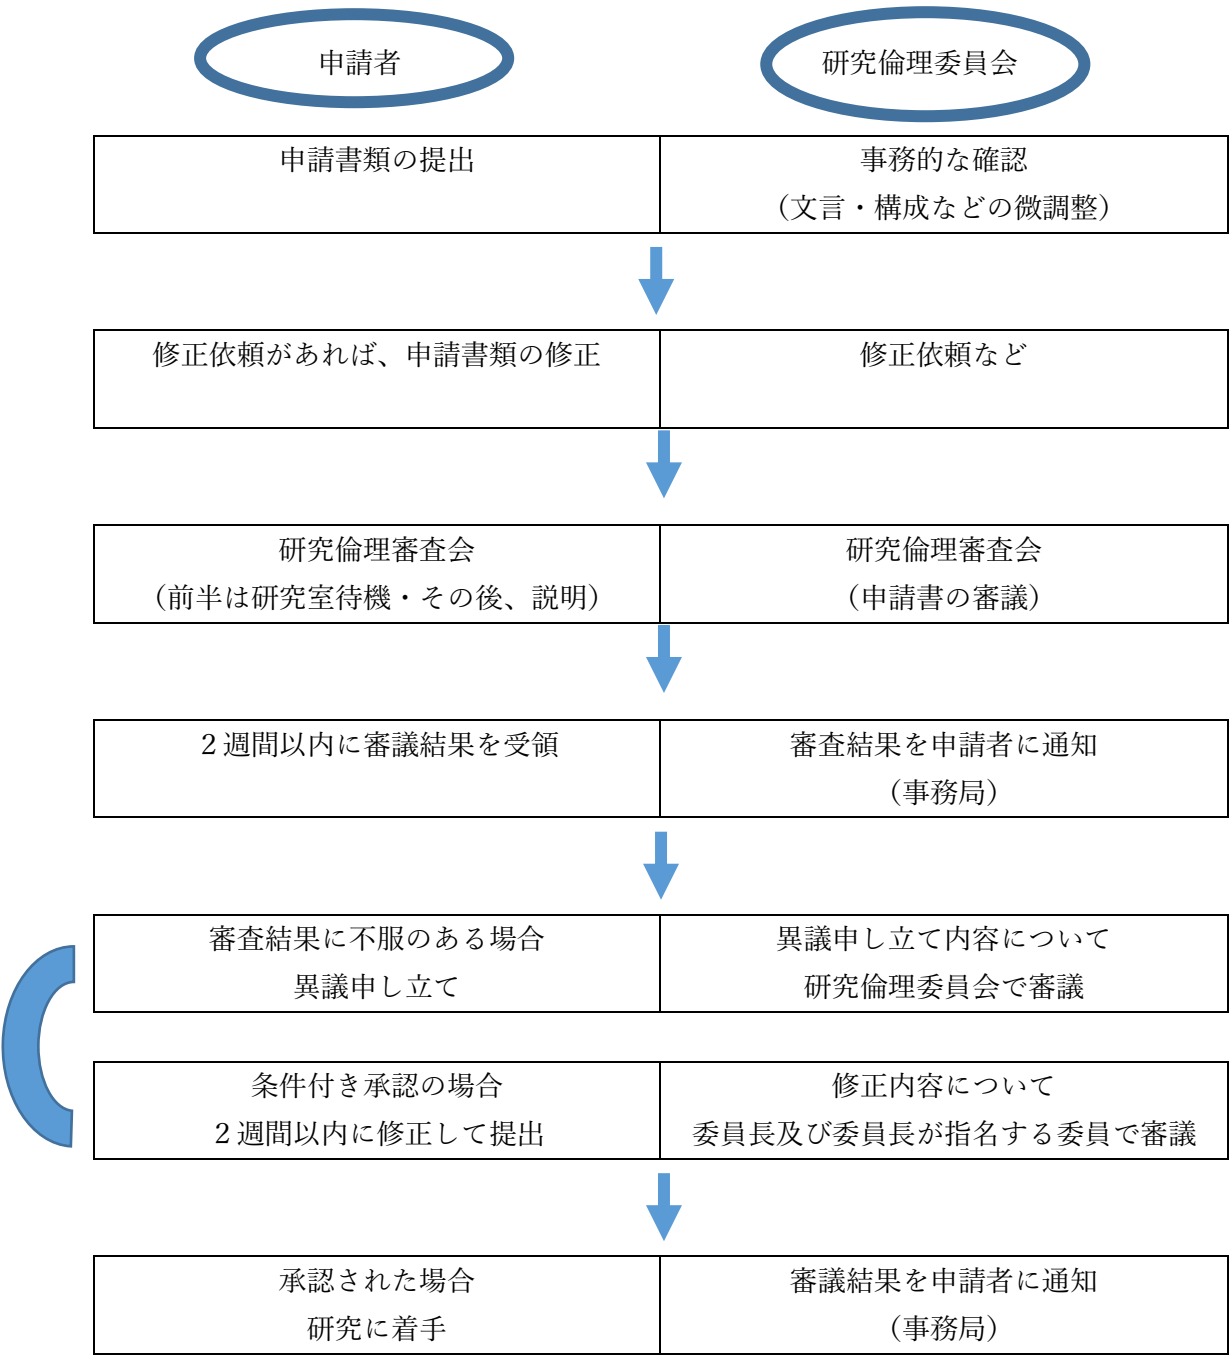 申請者
研究倫理委員会
申請書類の提出
事務的な確認
（文言・構成などの微調整）
修正依頼があれば、申請書類の修正
修正依頼など
研究倫理審査会
（前半は研究室待機・その後、説明）
研究倫理審査会
（申請書の審議）
２週間以内に審議結果を受領
審査結果を申請者に通知
（事務局）
審査結果に不服のある場合
異議申し立て
異議申し立て内容について
研究倫理委員会で審議
条件付き承認の場合
２週間以内に修正して提出
修正内容について
委員長及び委員長が指名する委員で審議
承認された場合
研究に着手
審議結果を申請者に通知
（事務局）